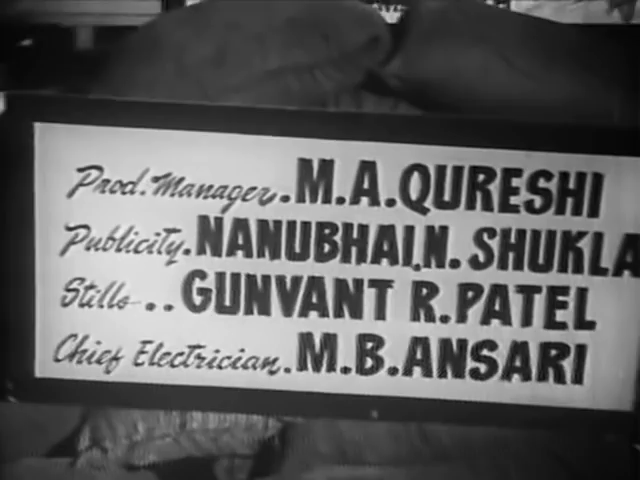 Prod. Manager. M.A. QURESHI
Publicity. NANUBHAI.N. SHUKLA
Stills .. GUNVANT R. PATEL
Chief Electrician. M.B. ANSARI